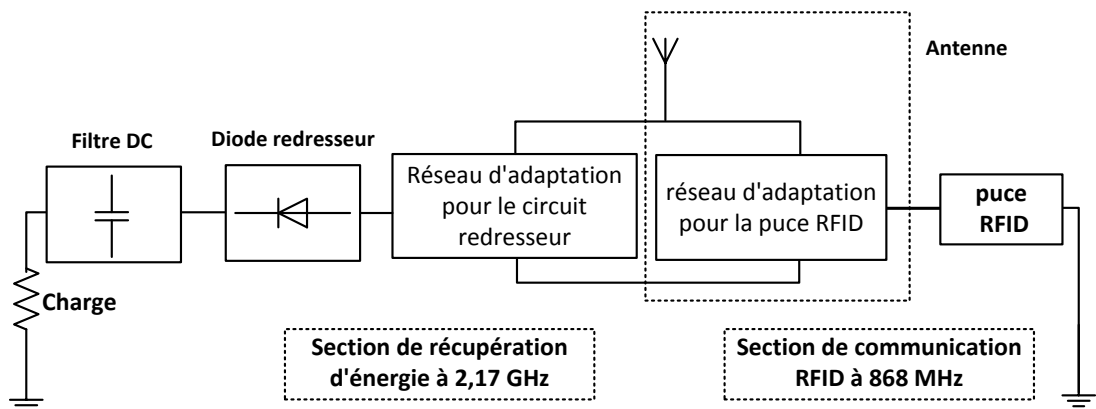 Antenne
Filtre DC
Diode redresseur
Réseau d'adaptation
pour le circuit
redresseur
réseau d'adaptation
pour la puce RFID
puce
RFID
Charge
Section de récupération
d'énergie à 2,17 GHz
Section de communication
RFID à 868 MHz